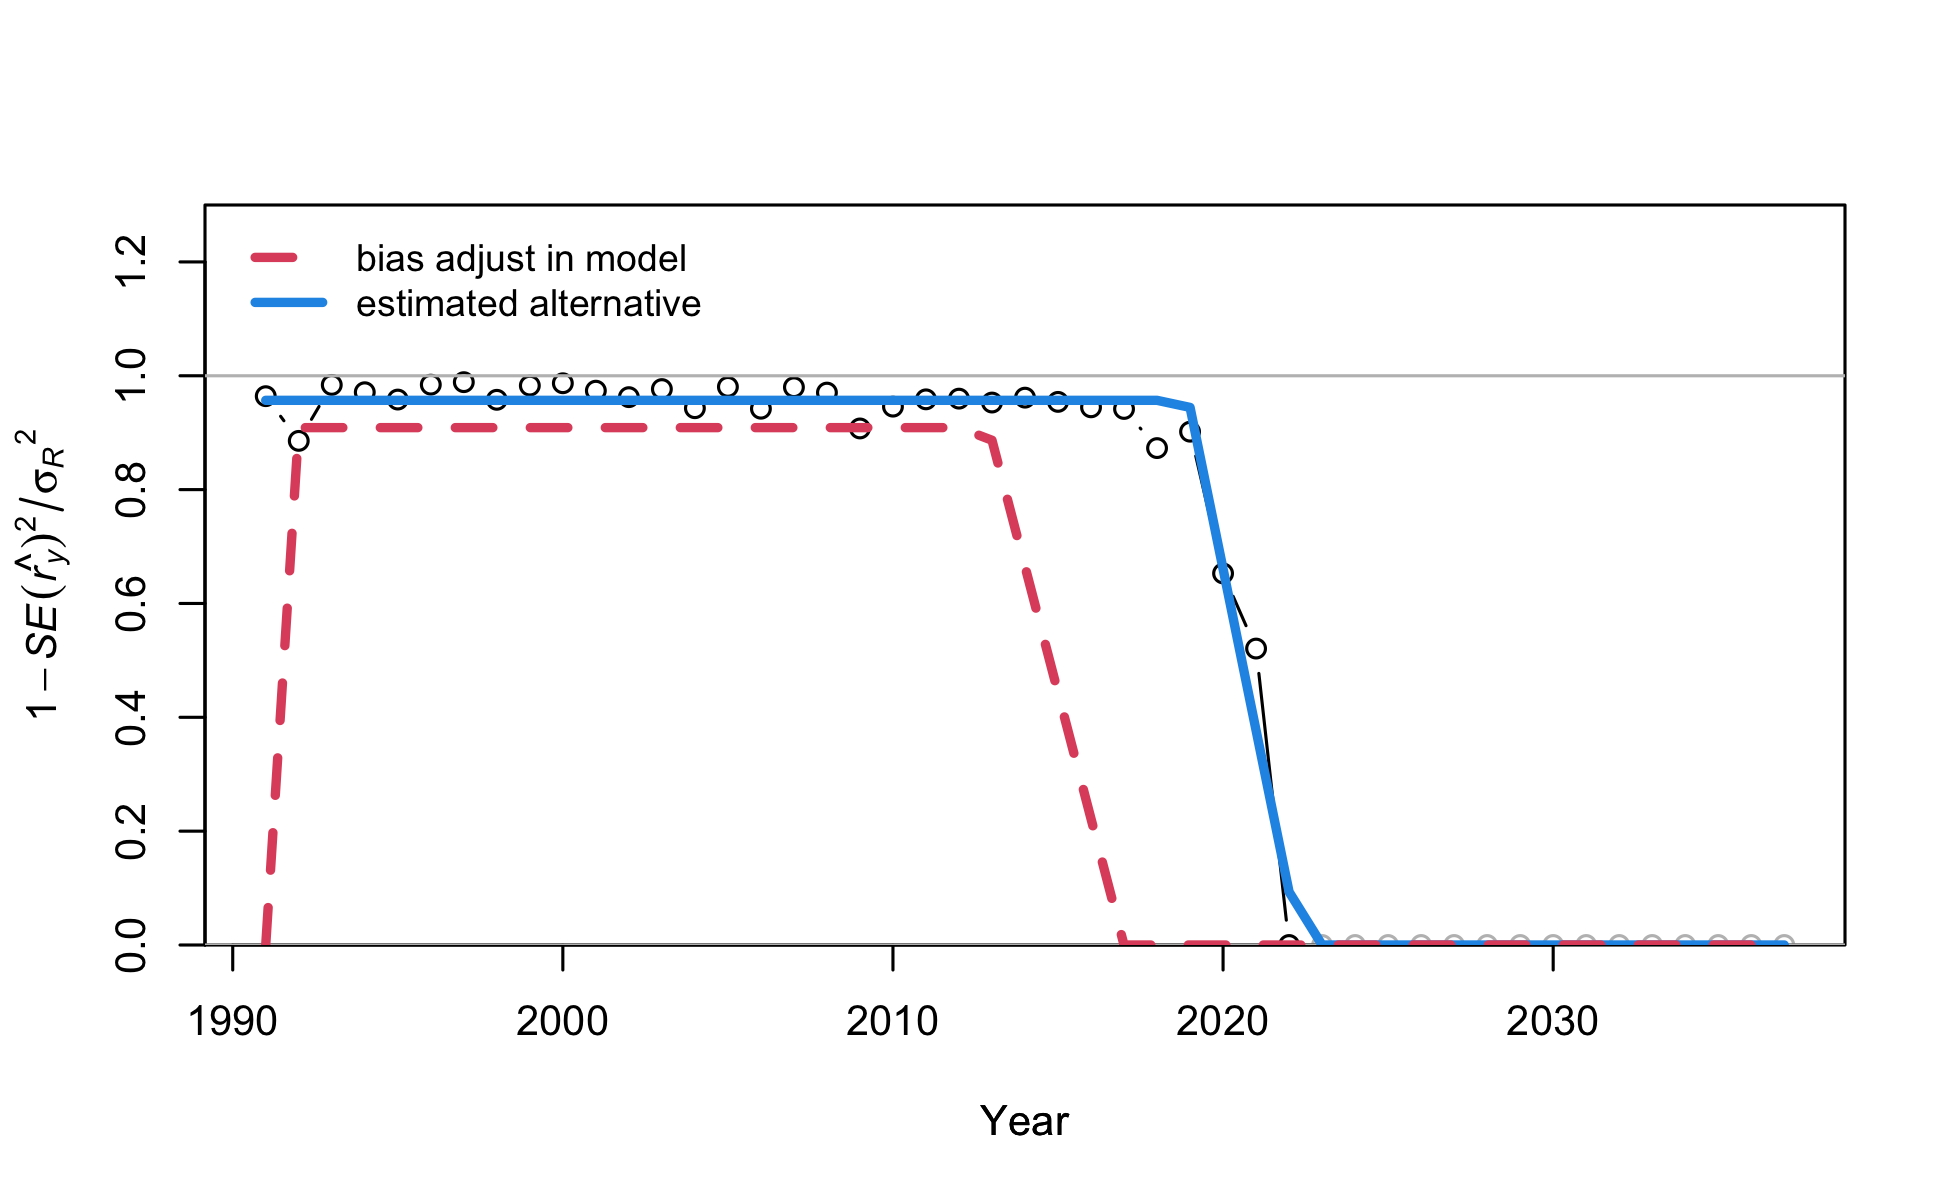 bias adjust in model
estimated alternative
1 − SE(r̂y)²/σR²
1.2
1.0
0.8
0.6
0.4
0.2
0.0
1990 2000 2010 2020 2030
Year